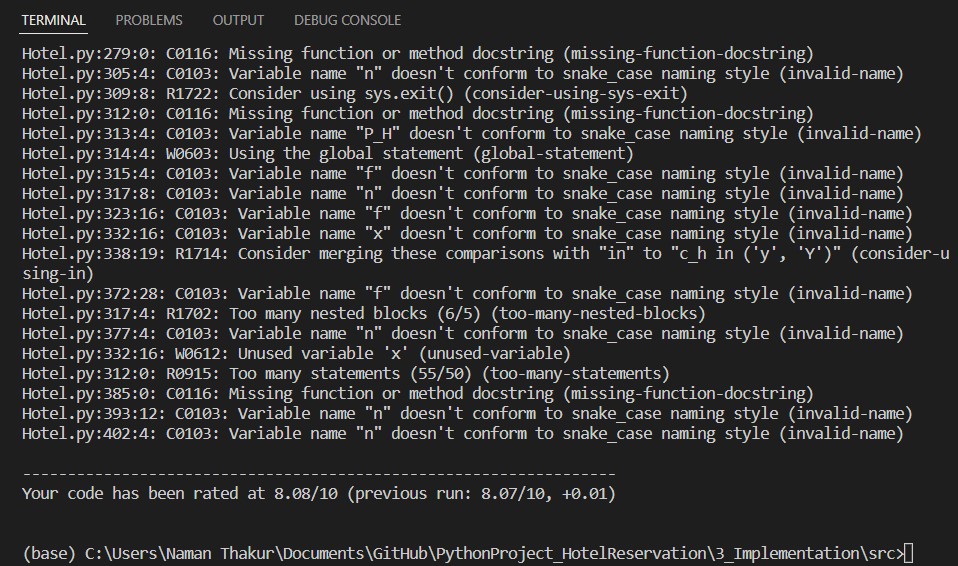 TERMINAL PROBLEMS OUTPUT DEBUG CONSOLE
Hotel.py:279:0: C0116: Missing function or method docstring (missing-function-docstring)
Hotel.py:305:4: C0103: Variable name "n" doesn't conform to snake_case naming style (invalid-name)
Hotel.py:309:8: R1722: Consider using sys.exit() (consider-using-sys-exit)
Hotel.py:312:0: C0116: Missing function or method docstring (missing-function-docstring)
Hotel.py:313:4: C0103: Variable name "P_H" doesn't conform to snake_case naming style (invalid-name)
Hotel.py:314:4: W0603: Using the global statement (global-statement)
Hotel.py:315:4: C0103: Variable name "f" doesn't conform to snake_case naming style (invalid-name)
Hotel.py:317:8: C0103: Variable name "n" doesn't conform to snake_case naming style (invalid-name)
Hotel.py:323:16: C0103: Variable name "f" doesn't conform to snake_case naming style (invalid-name)
Hotel.py:332:16: C0103: Variable name "x" doesn't conform to snake_case naming style (invalid-name)
Hotel.py:338:19: R1714: Consider merging these comparisons with "in" to "c_h in ('y', 'Y')" (consider-u
sing-in)
Hotel.py:372:28: C0103: Variable name "f" doesn't conform to snake_case naming style (invalid-name)
Hotel.py:317:4: R1702: Too many nested blocks (6/5) (too-many-nested-blocks)
Hotel.py:377:4: C0103: Variable name "n" doesn't conform to snake_case naming style (invalid-name)
Hotel.py:332:16: W0612: Unused variable 'x' (unused-variable)
Hotel.py:312:0: R0915: Too many statements (55/50) (too-many-statements)
Hotel.py:385:0: C0116: Missing function or method docstring (missing-function-docstring)
Hotel.py:393:12: C0103: Variable name "n" doesn't conform to snake_case naming style (invalid-name)
Hotel.py:402:4: C0103: Variable name "n" doesn't conform to snake_case naming style (invalid-name)
------------------------------------------------------------------
Your code has been rated at 8.08/10 (previous run: 8.07/10, +0.01)
(base) C:\Users\Naman Thakur\Documents\GitHub\PythonProject_HotelReservation\3_Implementation\src>